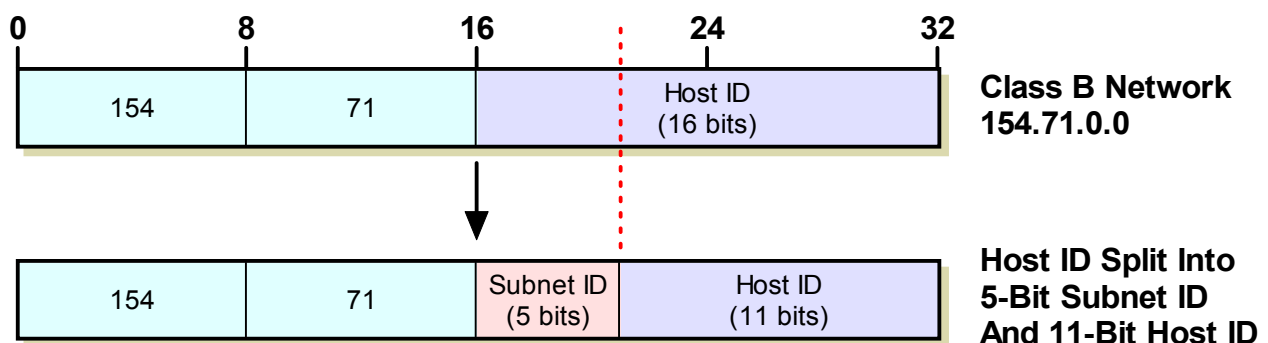 0 8 16 24 32
154
71
Host ID
(16 bits)
Class B Network
154.71.0.0
154
71
Subnet ID
(5 bits)
Host ID
(11 bits)
Host ID Split Into
5-Bit Subnet ID
And 11-Bit Host ID